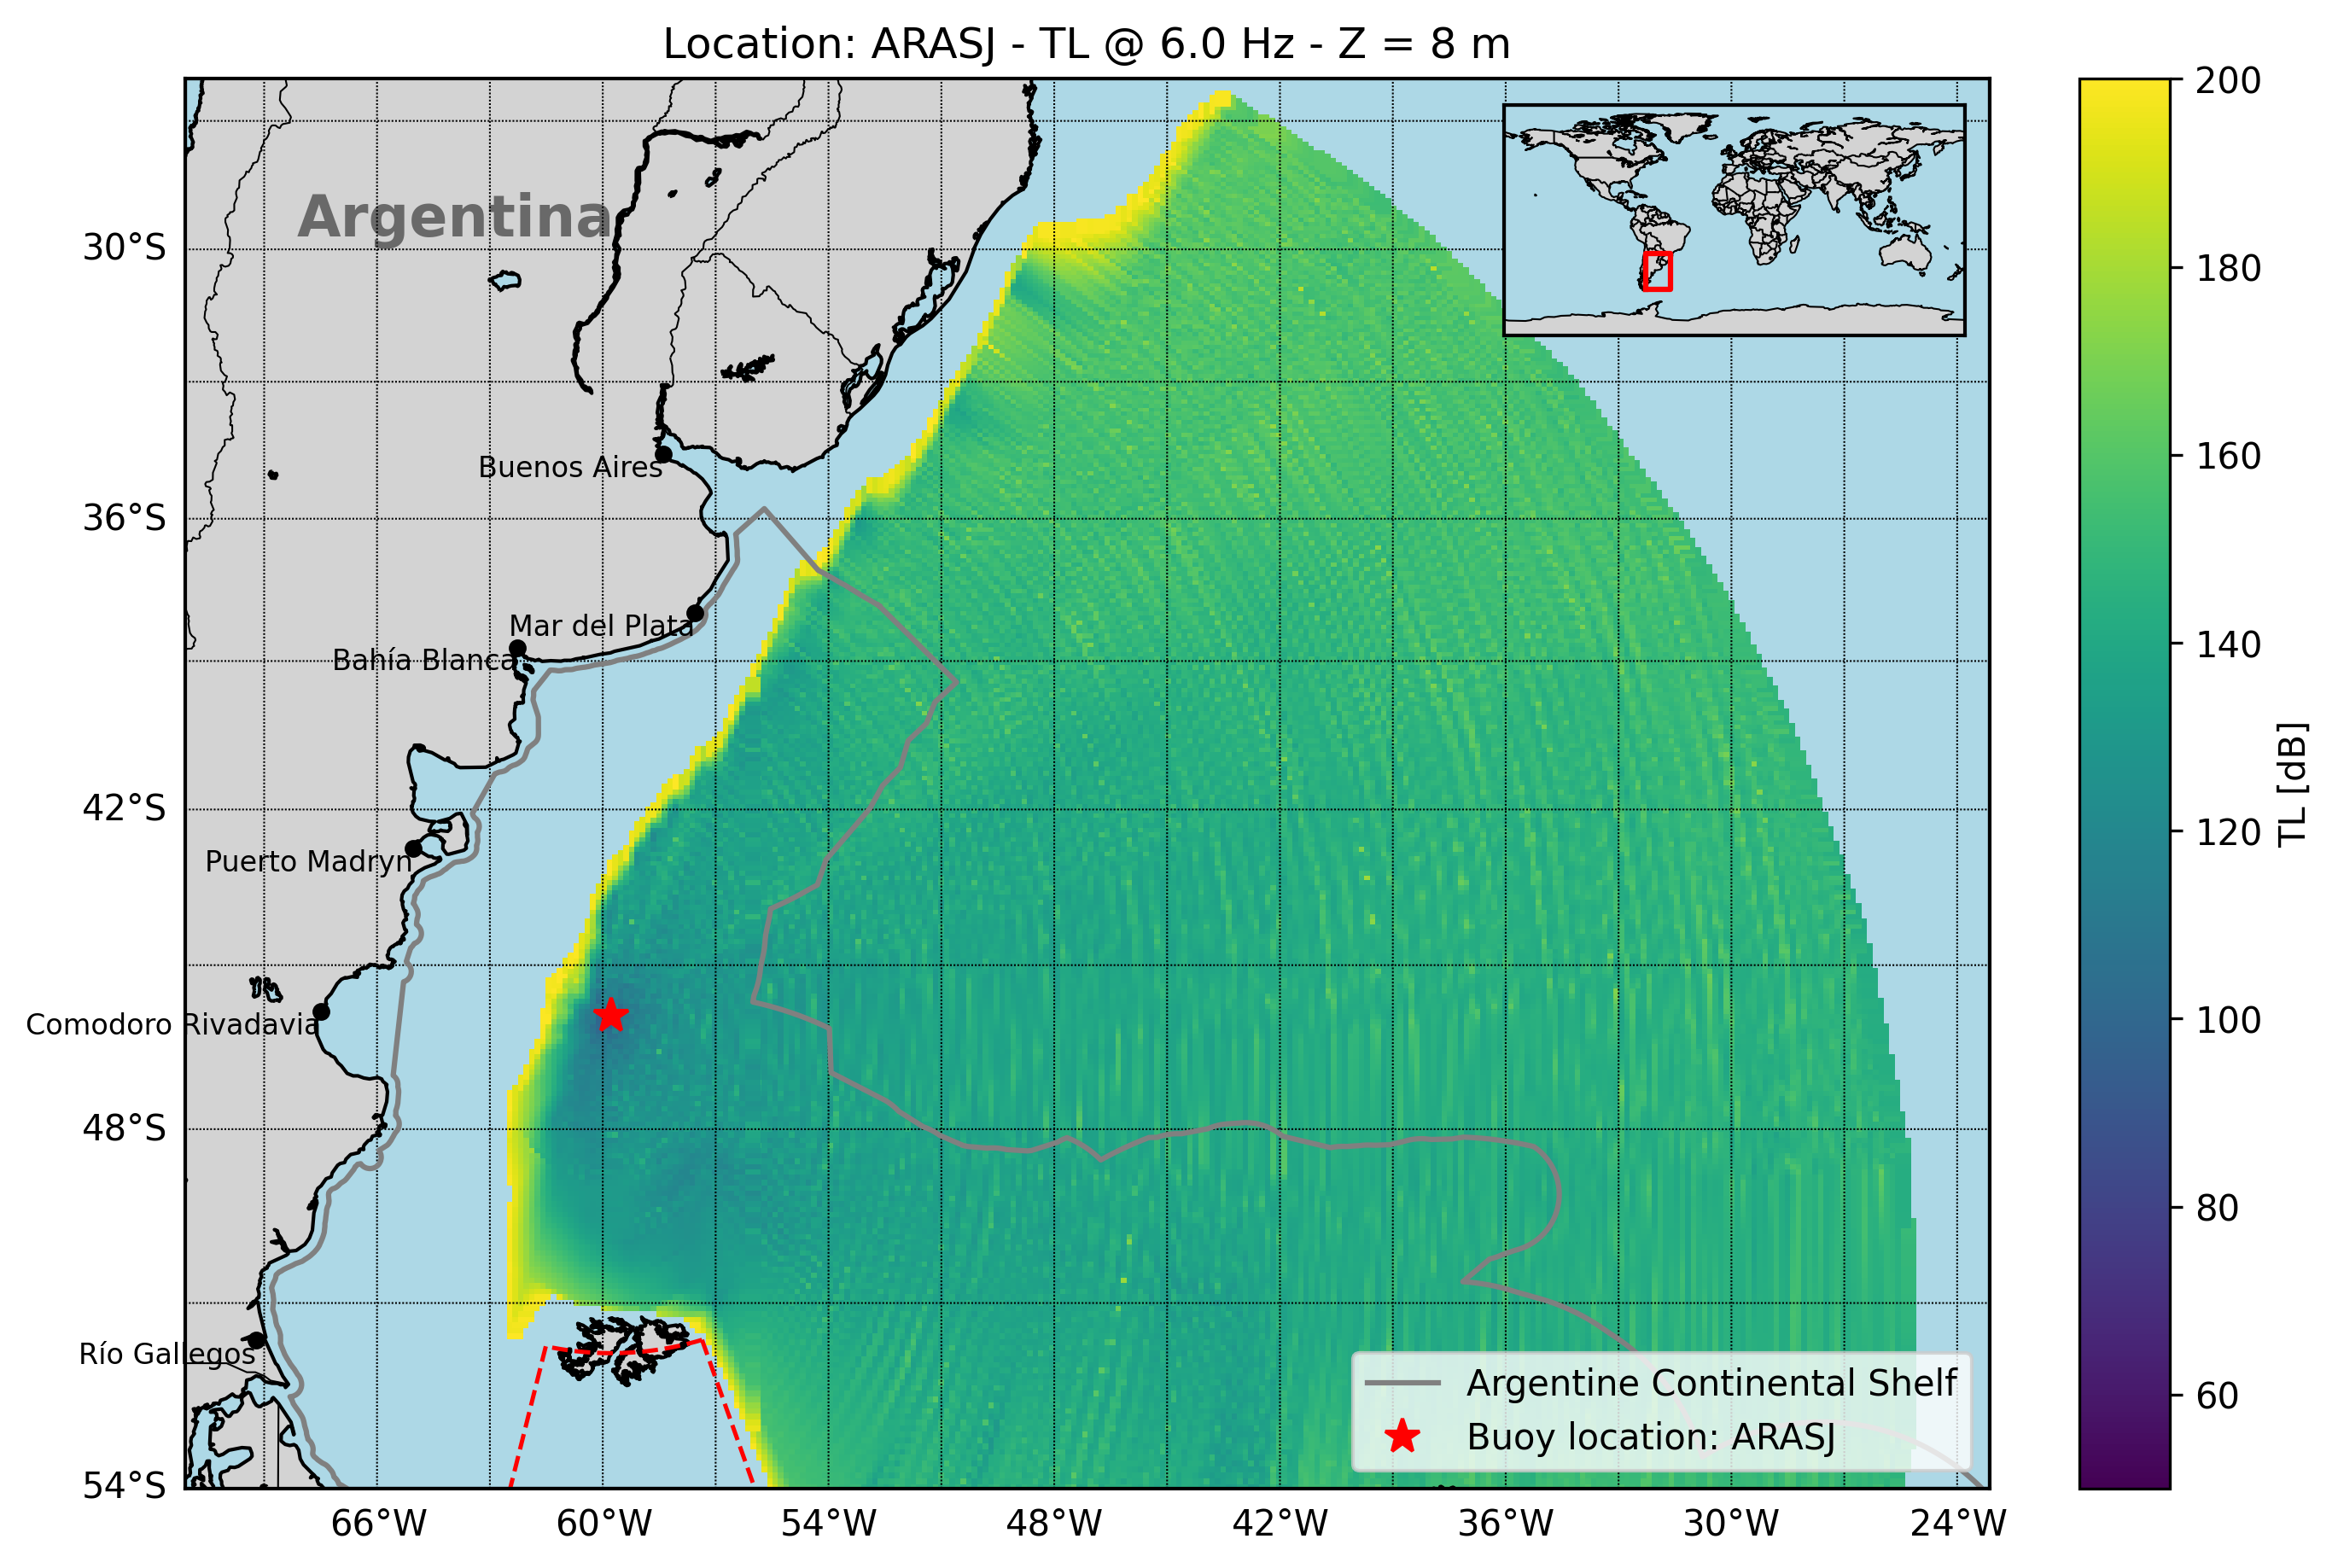 Location: ARASJ - TL @ 6.0 Hz - Z = 8 m
Argentina
Buenos Aires
Mar del Plata
Bahía Blanca
Puerto Madryn
Comodoro Rivadavia
Río Gallegos
30°S
36°S
42°S
48°S
54°S
66°W
60°W
54°W
48°W
42°W
36°W
30°W
24°W
Argentine Continental Shelf
Buoy location: ARASJ
200
180
160
140
120
100
80
60
TL [dB]